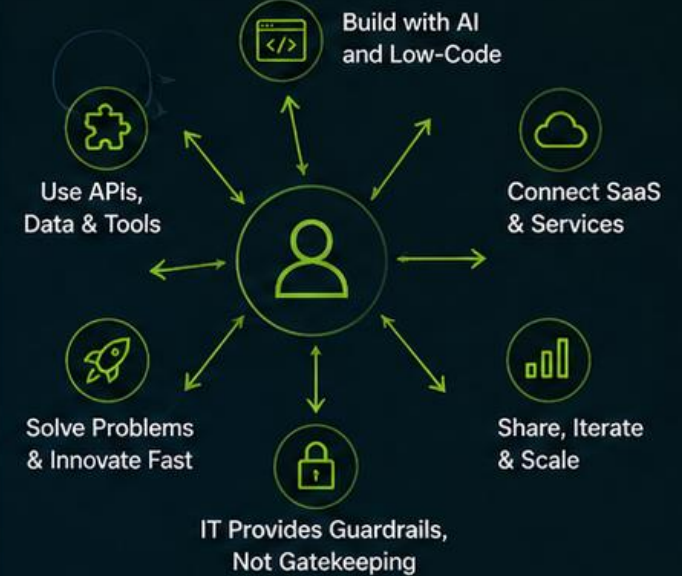 Build with AI
and Low-Code
</>
Use APIs,
Data & Tools
Connect SaaS
& Services
Solve Problems
& Innovate Fast
Share, Iterate
& Scale
IT Provides Guardrails,
Not Gatekeeping